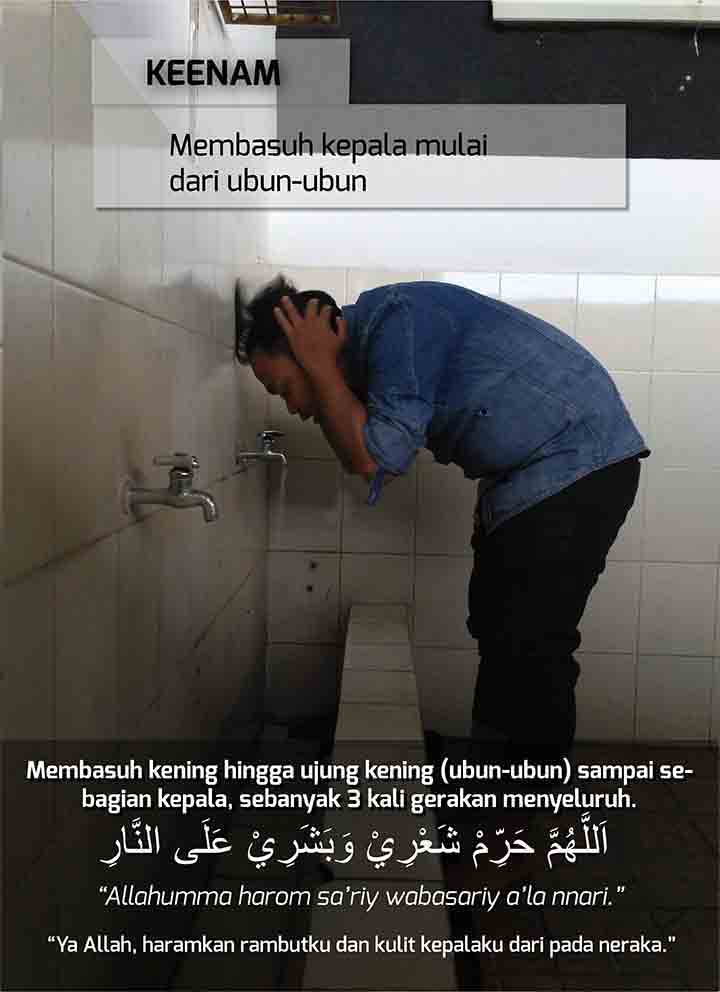 KEENAM
Membasuh kepala mulai
dari ubun-ubun
Membasuh kening hingga ujung kening (ubun-ubun) sampai se-
bagian kepala, sebanyak 3 kali gerakan menyeluruh.
اَللَّهُمَّ حَرِّمْ شَعْرِيْ وَبَشَرِيْ عَلَى النَّارِ
“Allahumma harom sa’riy wabasariy a’la nnari.”
“Ya Allah, haramkan rambutku dan kulit kepalaku dari pada neraka.”